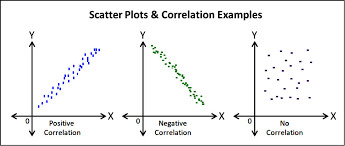 Scatter Plots & Correlation Examples
Y
Y
Y
0
X
0
X
0
X
Positive
Correlation
Negative
Correlation
No
Correlation